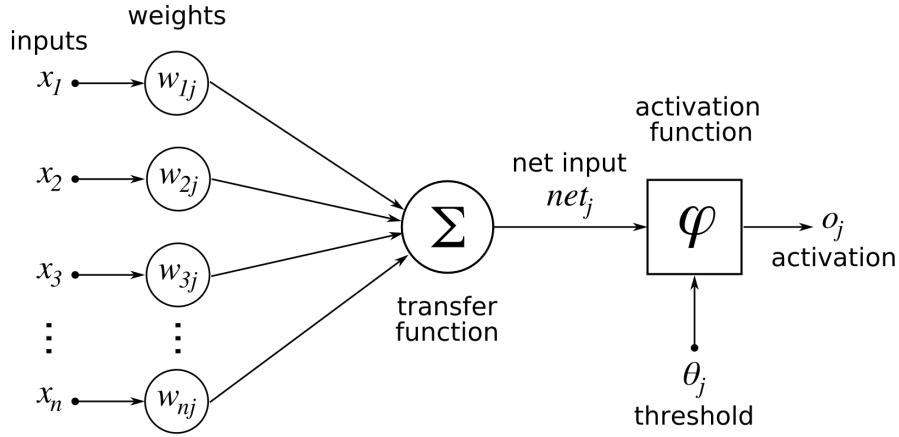 weights
inputs
x1
w1j
x2
w2j
x3
w3j
⋮ ⋮
xn
wnj
Σ
transfer
function
net input
netj
activation
function
φ
oj
activation
θj
threshold